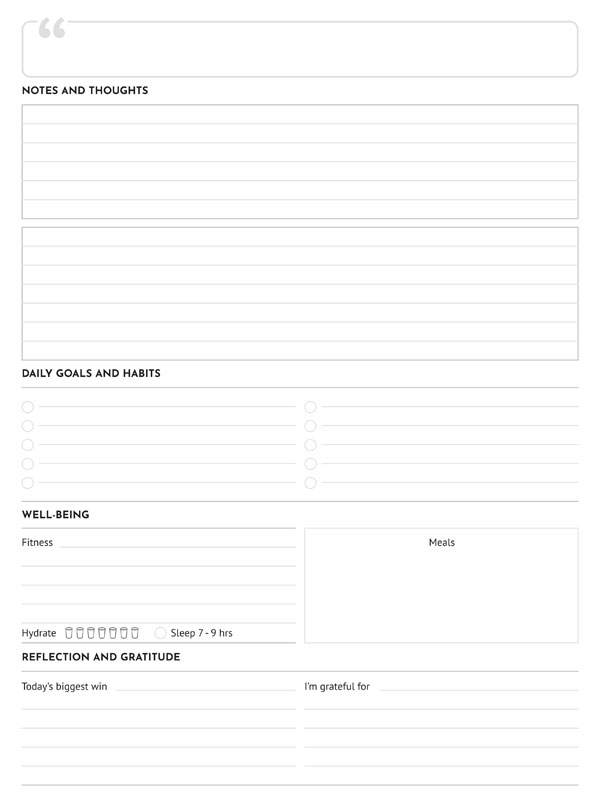 “
NOTES AND THOUGHTS
DAILY GOALS AND HABITS
WELL-BEING
Fitness
Meals
Hydrate
Sleep 7 - 9 hrs
REFLECTION AND GRATITUDE
Today's biggest win
I'm grateful for